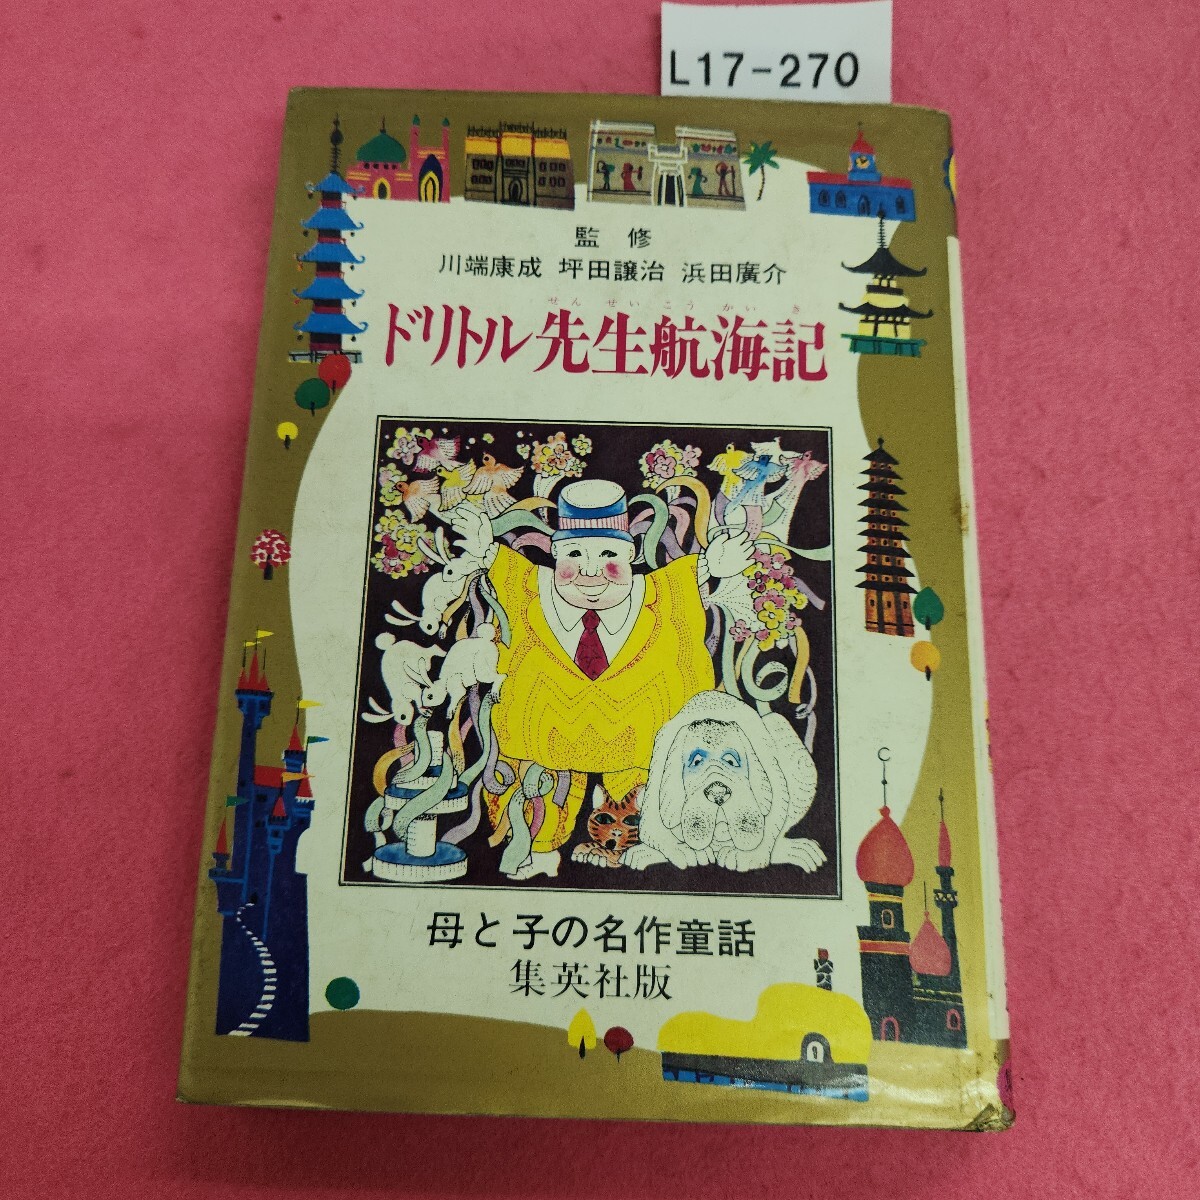 L17-270
監修
川端康成 坪田譲治 浜田廣介
せんせいこうかいき
ドリトル先生航海記
母と子の名作童話
集英社版